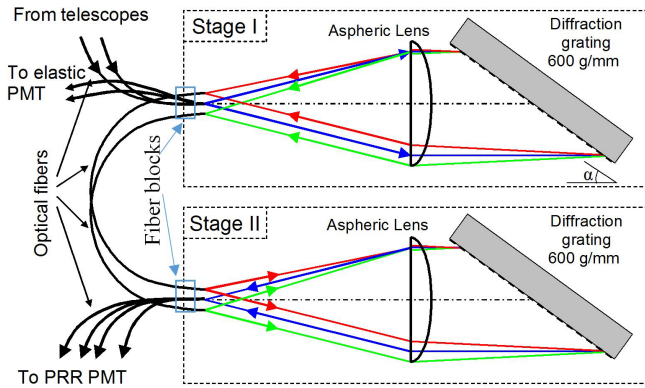 From telescopes
Stage I
Aspheric Lens
Diffraction
grating
600 g/mm
To elastic
PMT
α
Optical fibers
Fiber blocks
Stage II
Aspheric Lens
Diffraction
grating
600 g/mm
To PRR PMT